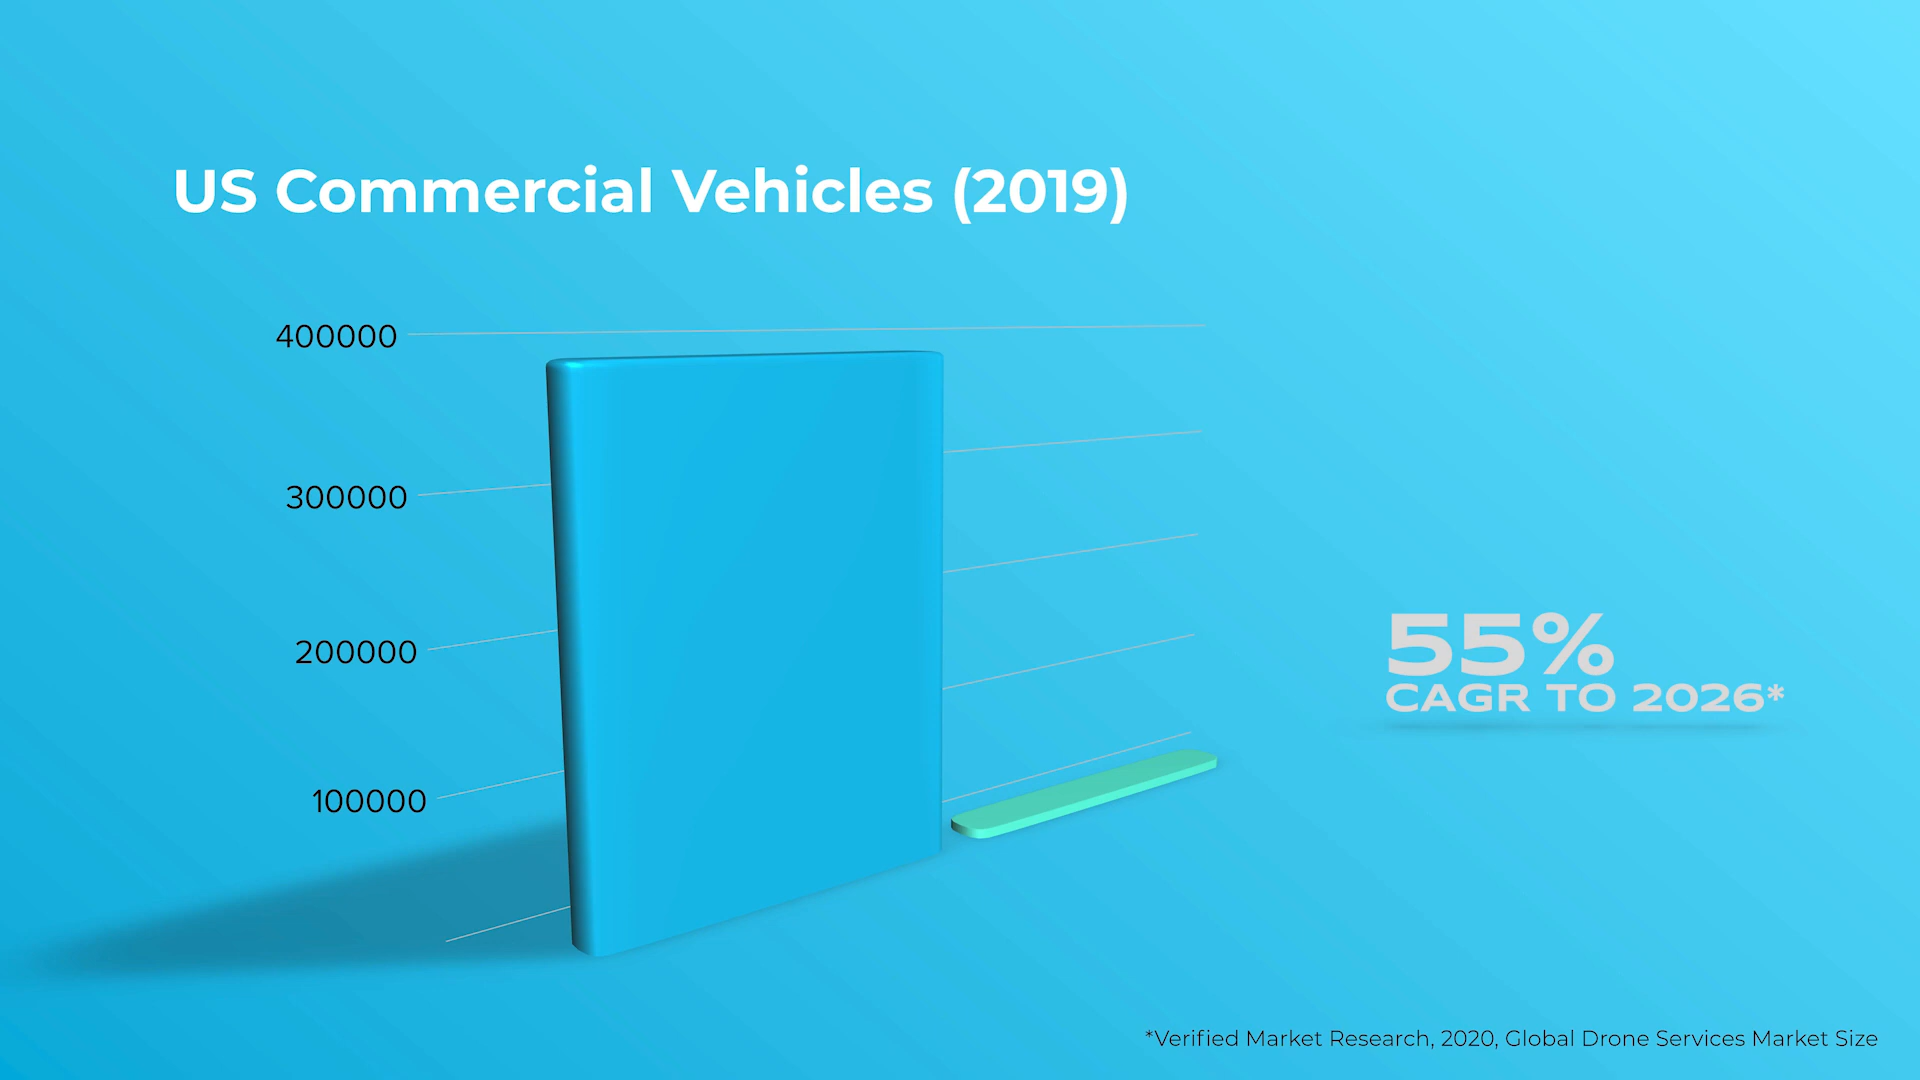 US Commercial Vehicles (2019)
400000
300000
200000
100000
55%
CAGR TO 2026*
*Verified Market Research, 2020, Global Drone Services Market Size